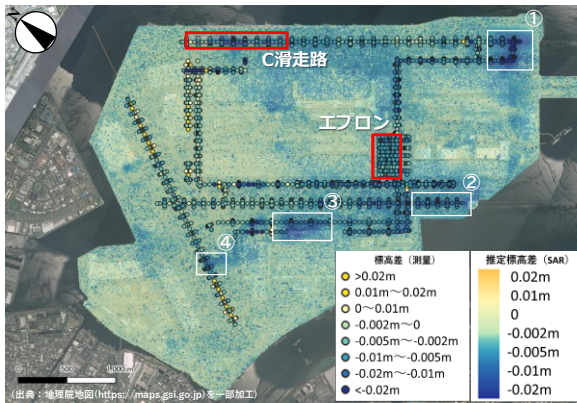 ①
C滑走路
エプロン
②
③
④
標高差（測量）
>0.02m
0.01m～0.02m
0～0.01m
-0.002m～0
-0.005m～-0.002m
-0.01m～-0.005m
-0.02m～-0.01m
<-0.02m
推定標高差（SAR）
0.02m
0.01m
0
-0.002m
-0.005m
-0.01m
-0.02m
0 500 1,000 m
（出典：地理院地図(https://maps.gsi.go.jp)を一部加工）